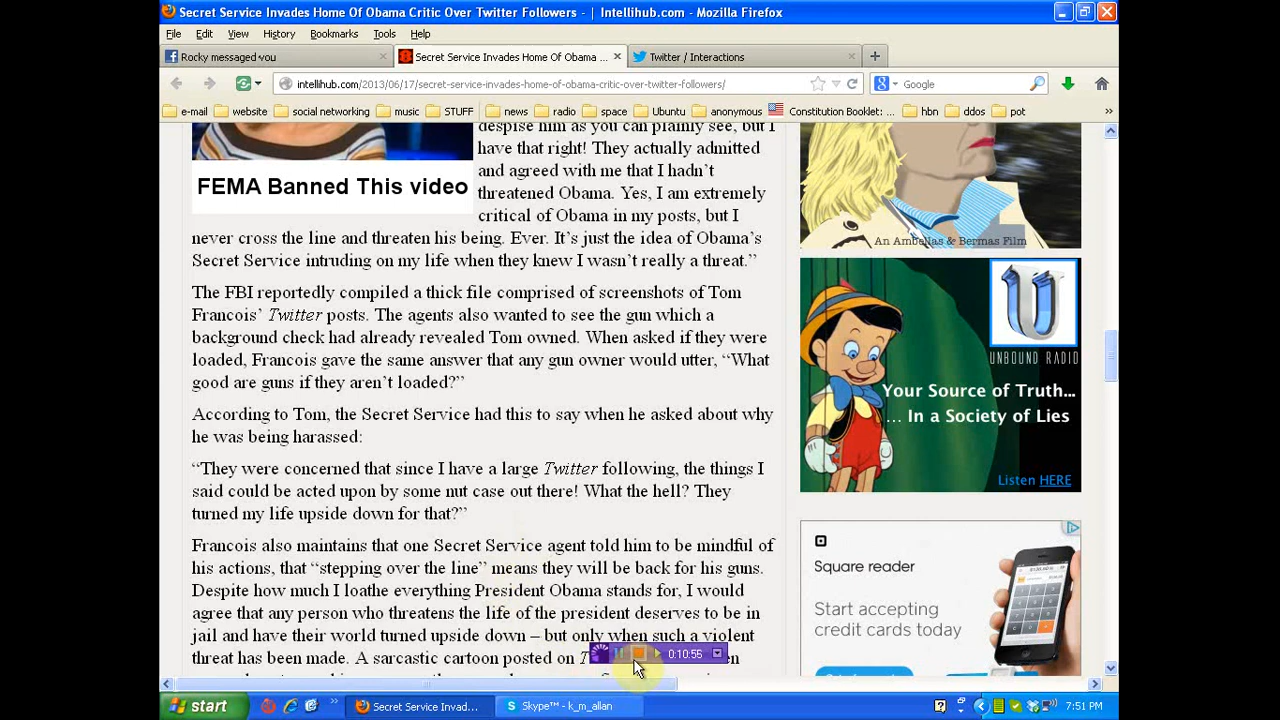 Secret Service Invades Home Of Obama Critic Over Twitter Followers - | Intellihub.com - Mozilla Firefox
File Edit View History Bookmarks Tools Help
Rocky messaged you
Secret Service Invades Home Of Obama ...
Twitter / Interactions
intellihub.com/2013/06/17/secret-service-invades-home-of-obama-critic-over-twitter-followers/
Google
e-mail website social networking music STUFF news radio space Ubuntu anonymous Constitution Booklet: ... hbn ddos pot
despise him as you can plainly see, but I
have that right! They actually admitted
and agreed with me that I hadn't
FEMA Banned This video
threatened Obama. Yes, I am extremely
critical of Obama in my posts, but I
never cross the line and threaten his being. Ever. It's just the idea of Obama's
Secret Service intruding on my life when they knew I wasn't really a threat.”
The FBI reportedly compiled a thick file comprised of screenshots of Tom
Francois’ Twitter posts. The agents also wanted to see the gun which a
background check had already revealed Tom owned. When asked if they were
loaded, Francois gave the same answer that any gun owner would utter, “What
good are guns if they aren’t loaded?”
According to Tom, the Secret Service had this to say when he asked about why
he was being harassed:
“They were concerned that since I have a large Twitter following, the things I
said could be acted upon by some nut case out there! What the hell? They
turned my life upside down for that?”
Francois also maintains that one Secret Service agent told him to be mindful of
his actions, that “stepping over the line” means they will be back for his guns.
Despite how much I loathe everything President Obama stands for, I would
agree that any person who threatens the life of the president deserves to be in
jail and have their world turned upside down – but only when such a violent
threat has been made. A sarcastic cartoon posted on
0:10:55
An Ambellas & Bermas Film
U
UNBOUND RADIO
Your Source of Truth...
... In a Society of Lies
Listen HERE
Square reader
Start accepting
credit cards today
start
Secret Service Invad...
Skype™ - k_m_allan
7:51 PM